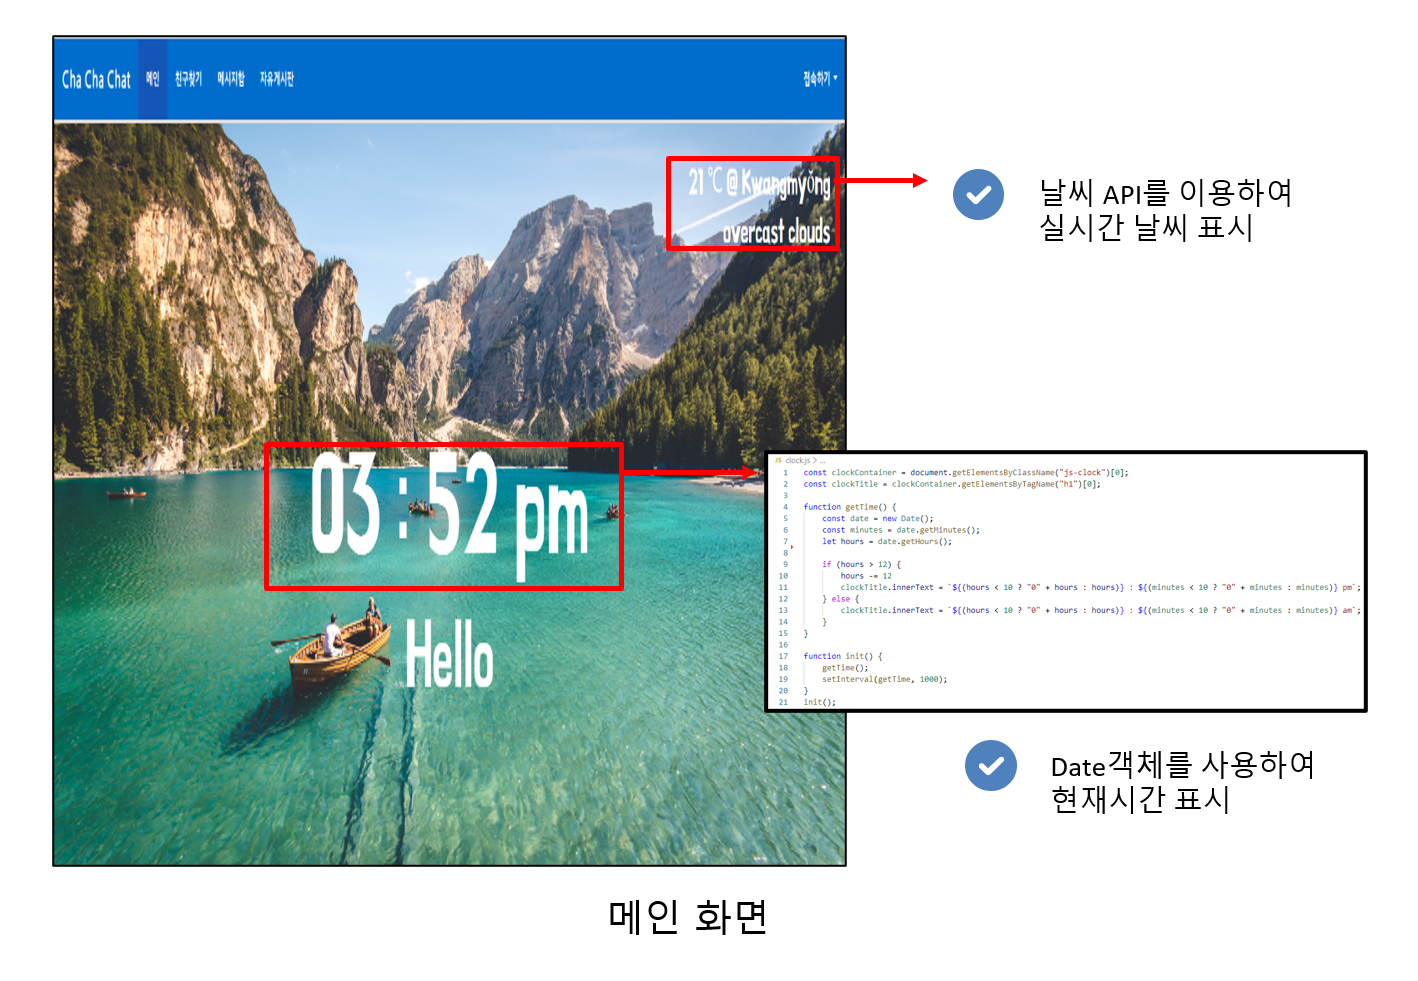 Cha Cha Chat 메인 친구찾기 메시지함 자유게시판 접속하기
21 ℃ @ Kwangmyŏng
overcast clouds
날씨 API를 이용하여
실시간 날씨 표시
03 : 52 pm
Hello
JS clock.js > ...
1 const clockContainer = document.getElementsByClassName("js-clock")[0];
2 const clockTitle = clockContainer.getElementsByTagName("h1")[0];
3
4 function getTime() {
5 const date = new Date();
6 const minutes = date.getMinutes();
7 let hours = date.getHours();
8
9 if (hours > 12) {
10 hours -= 12
11 clockTitle.innerText = `${(hours < 10 ? "0" + hours : hours)} : ${(minutes < 10 ? "0" + minutes : minutes)} pm`;
12 } else {
13 clockTitle.innerText = `${(hours < 10 ? "0" + hours : hours)} : ${(minutes < 10 ? "0" + minutes : minutes)} am`;
14 }
15 }
16
17 function init() {
18 getTime();
19 setInterval(getTime, 1000);
20 }
21 init();
Date객체를 사용하여
현재시간 표시
메인 화면